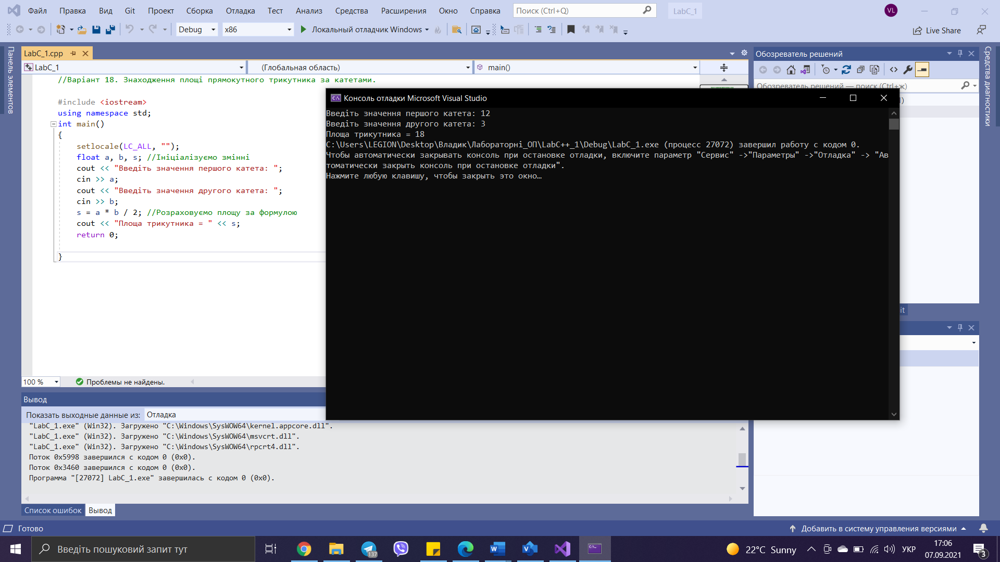 Файл Правка Вид Git Проект Сборка Отладка Тест Анализ Средства Расширения Окно Справка Поиск (Ctrl+Q) LabC_1 VL
Debug x86 Локальный отладчик Windows Live Share
Панель элементов
LabC_1.cpp
LabC_1 (Глобальная область) main()
//Варіант 18. Знаходження площі прямокутного трикутника за катетами.
#include <iostream>
using namespace std;
int main()
{
setlocale(LC_ALL, "");
float a, b, s; //Ініціалізуємо змінні
cout << "Введіть значення першого катета: ";
cin >> a;
cout << "Введіть значення другого катета: ";
cin >> b;
s = a * b / 2; //Розраховуємо площу за формулою
cout << "Площа трикутника = " << s;
return 0;
}
100 % Проблемы не найдены.
Консоль отладки Microsoft Visual Studio
Введіть значення першого катета: 12
Введіть значення другого катета: 3
Площа трикутника = 18
C:\Users\LEGION\Desktop\Владик\Лабораторні_ОП\LabC++_1\Debug\LabC_1.exe (процесс 27072) завершил работу с кодом 0.
Чтобы автоматически закрывать консоль при остановке отладки, включите параметр "Сервис" ->"Параметры" ->"Отладка" -> "Ав
томатически закрыть консоль при остановке отладки".
Нажмите любую клавишу, чтобы закрыть это окно…
Обозреватель решений
Обозреватель решений — поиск (Ctrl+ж)
Средства диагностики
Вывод
Показать выходные данные из: Отладка
"LabC_1.exe" (Win32). Загружено "C:\Windows\SysWOW64\kernel.appcore.dll".
"LabC_1.exe" (Win32). Загружено "C:\Windows\SysWOW64\msvcrt.dll".
"LabC_1.exe" (Win32). Загружено "C:\Windows\SysWOW64\rpcrt4.dll".
Поток 0x5998 завершился с кодом 0 (0x0).
Поток 0x3460 завершился с кодом 0 (0x0).
Программа "[27072] LabC_1.exe" завершилась с кодом 0 (0x0).
Список ошибок Вывод
Готово Добавить в систему управления версиями
Введіть пошуковий запит тут 137 22°C Sunny УКР 17:06
07.09.2021 3